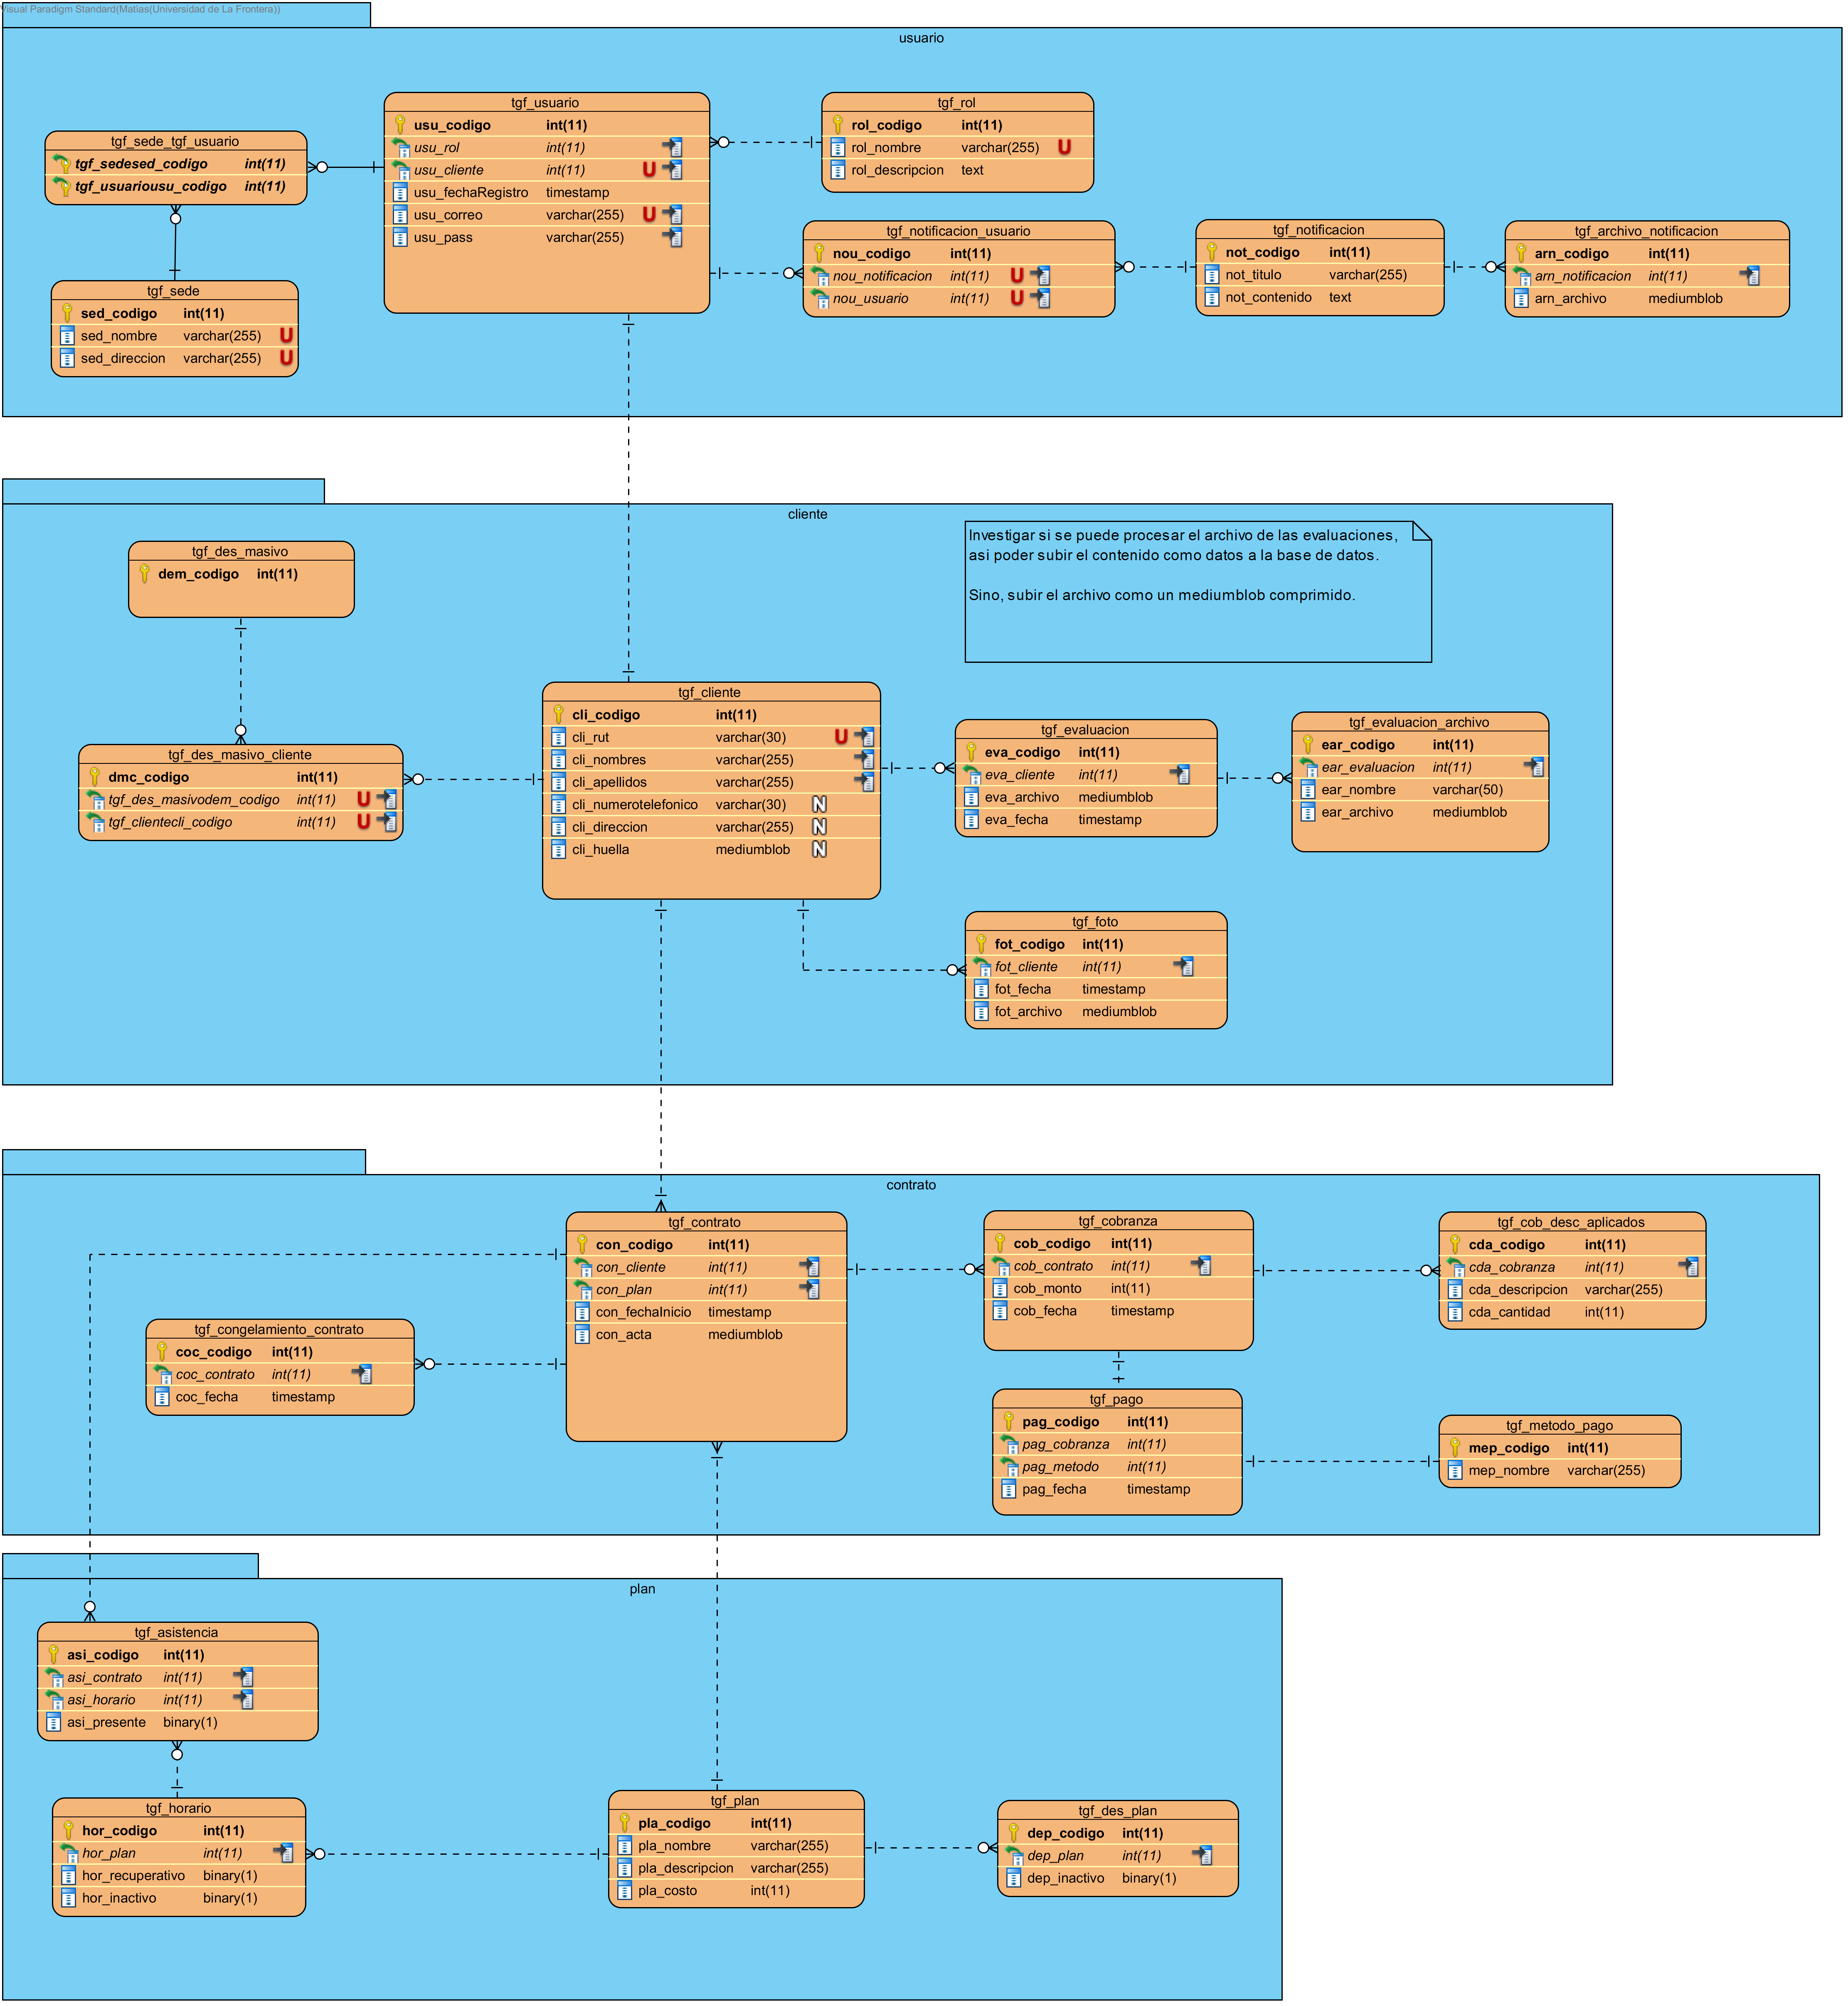 Visual Paradigm Standard(Matias(Universidad de La Frontera))
usuario
tgf_sede_tgf_usuario
tgf_sedesed_codigo int(11)
tgf_usuariousu_codigo int(11)
tgf_sede
sed_codigo int(11)
sed_nombre varchar(255) U
sed_direccion varchar(255) U
tgf_usuario
usu_codigo int(11)
usu_rol int(11)
usu_cliente int(11) U
usu_fechaRegistro timestamp
usu_correo varchar(255) U
usu_pass varchar(255)
tgf_rol
rol_codigo int(11)
rol_nombre varchar(255) U
rol_descripcion text
tgf_notificacion_usuario
nou_codigo int(11)
nou_notificacion int(11) U
nou_usuario int(11) U
tgf_notificacion
not_codigo int(11)
not_titulo varchar(255)
not_contenido text
tgf_archivo_notificacion
arn_codigo int(11)
arn_notificacion int(11)
arn_archivo mediumblob
cliente
tgf_des_masivo
dem_codigo int(11)
tgf_des_masivo_cliente
dmc_codigo int(11)
tgf_des_masivodem_codigo int(11) U
tgf_clientecli_codigo int(11) U
Investigar si se puede procesar el archivo de las evaluaciones,
asi poder subir el contenido como datos a la base de datos.
Sino, subir el archivo como un mediumblob comprimido.
tgf_cliente
cli_codigo int(11)
cli_rut varchar(30) U
cli_nombres varchar(255)
cli_apellidos varchar(255)
cli_numerotelefonico varchar(30) N
cli_direccion varchar(255) N
cli_huella mediumblob N
tgf_evaluacion
eva_codigo int(11)
eva_cliente int(11)
eva_archivo mediumblob
eva_fecha timestamp
tgf_evaluacion_archivo
ear_codigo int(11)
ear_evaluacion int(11)
ear_nombre varchar(50)
ear_archivo mediumblob
tgf_foto
fot_codigo int(11)
fot_cliente int(11)
fot_fecha timestamp
fot_archivo mediumblob
contrato
tgf_contrato
con_codigo int(11)
con_cliente int(11)
con_plan int(11)
con_fechaInicio timestamp
con_acta mediumblob
tgf_congelamiento_contrato
coc_codigo int(11)
coc_contrato int(11)
coc_fecha timestamp
tgf_cobranza
cob_codigo int(11)
cob_contrato int(11)
cob_monto int(11)
cob_fecha timestamp
tgf_cob_desc_aplicados
cda_codigo int(11)
cda_cobranza int(11)
cda_descripcion varchar(255)
cda_cantidad int(11)
tgf_pago
pag_codigo int(11)
pag_cobranza int(11)
pag_metodo int(11)
pag_fecha timestamp
tgf_metodo_pago
mep_codigo int(11)
mep_nombre varchar(255)
plan
tgf_asistencia
asi_codigo int(11)
asi_contrato int(11)
asi_horario int(11)
asi_presente binary(1)
tgf_horario
hor_codigo int(11)
hor_plan int(11)
hor_recuperativo binary(1)
hor_inactivo binary(1)
tgf_plan
pla_codigo int(11)
pla_nombre varchar(255)
pla_descripcion varchar(255)
pla_costo int(11)
tgf_des_plan
dep_codigo int(11)
dep_plan int(11)
dep_inactivo binary(1)